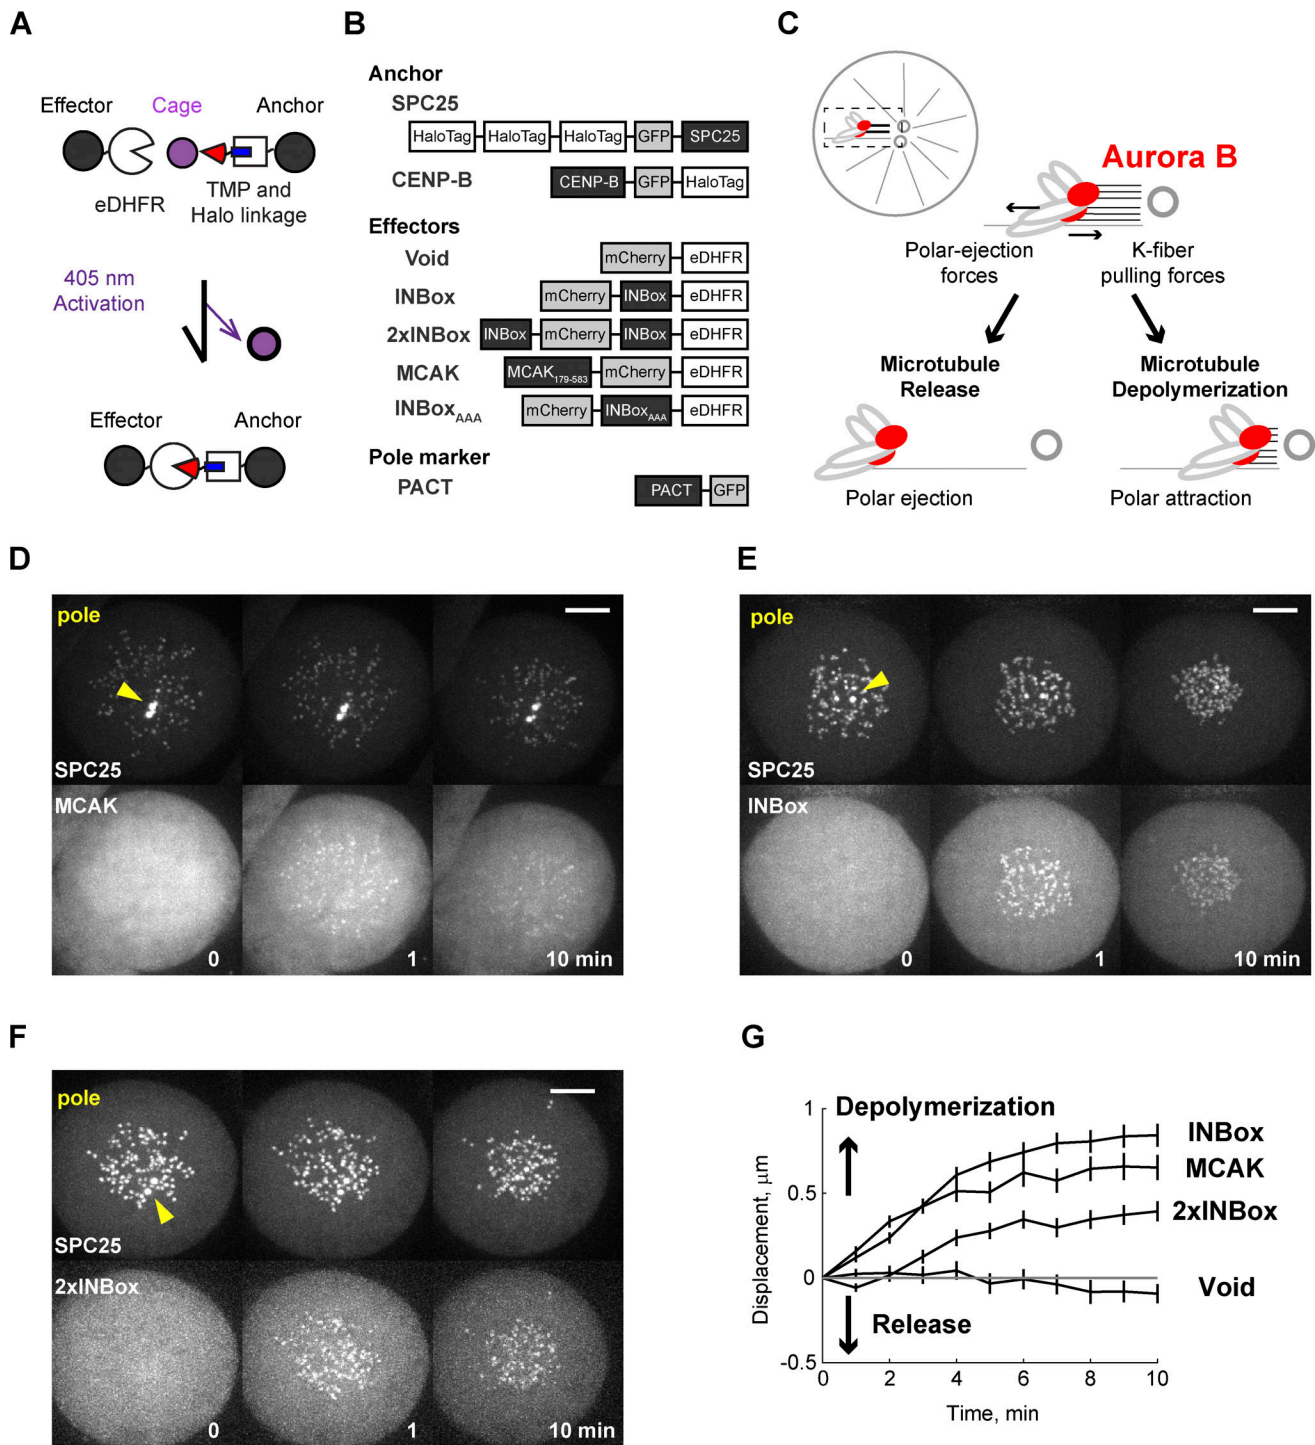 A
Effector
Cage
Anchor
eDHFR
TMP and
Halo linkage
405 nm
Activation
Effector
Anchor
B
Anchor
SPC25
HaloTag
HaloTag
HaloTag
GFP
SPC25
CENP-B
CENP-B
GFP
HaloTag
Effectors
Void
mCherry
eDHFR
INBox
mCherry
INBox
eDHFR
2xINBox
INBox
mCherry
INBox
eDHFR
MCAK
MCAK179-583
mCherry
eDHFR
INBoxAAA
mCherry
INBoxAAA
eDHFR
Pole marker
PACT
PACT
GFP
C
Aurora B
Polar-ejection
forces
K-fiber
pulling forces
Microtubule
Release
Microtubule
Depolymerization
Polar ejection
Polar attraction
D
pole
SPC25
MCAK
0
1
10 min
E
pole
SPC25
INBox
0
1
10 min
F
pole
SPC25
2xINBox
0
1
10 min
G
Displacement, μm
1
0.5
0
-0.5
Depolymerization
Release
INBox
MCAK
2xINBox
Void
0
2
4
6
8
10
Time, min